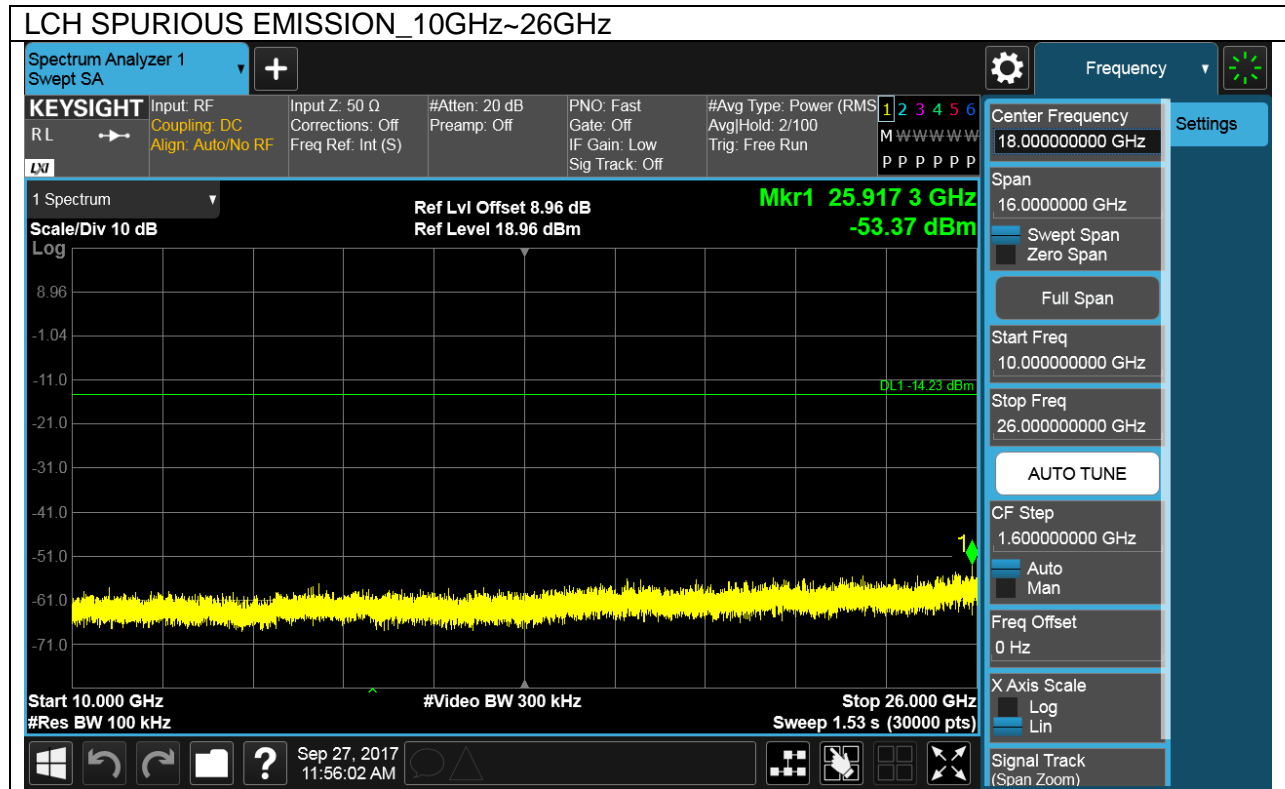 LCH SPURIOUS EMISSION_10GHz~26GHz
Spectrum Analyzer 1
Swept SA
Frequency
KEYSIGHT
RL
LXI
Input: RF
Coupling: DC
Align: Auto/No RF
Input Z: 50 Ω
Corrections: Off
Freq Ref: Int (S)
#Atten: 20 dB
Preamp: Off
PNO: Fast
Gate: Off
IF Gain: Low
Sig Track: Off
#Avg Type: Power (RMS
Avg|Hold: 2/100
Trig: Free Run
1 2 3 4 5 6
M W W W W W
P P P P P P
1 Spectrum
Scale/Div 10 dB
Ref Lvl Offset 8.96 dB
Ref Level 18.96 dBm
Mkr1 25.917 3 GHz
-53.37 dBm
Log
8.96
-1.04
-11.0
DL1 -14.23 dBm
-21.0
-31.0
-41.0
1
-51.0
-61.0
-71.0
Start 10.000 GHz
#Video BW 300 kHz
Stop 26.000 GHz
#Res BW 100 kHz
Sweep 1.53 s (30000 pts)
?
Sep 27, 2017
11:56:02 AM
Center Frequency
18.000000000 GHz
Settings
Span
16.0000000 GHz
Swept Span
Zero Span
Full Span
Start Freq
10.000000000 GHz
Stop Freq
26.000000000 GHz
AUTO TUNE
CF Step
1.600000000 GHz
Auto
Man
Freq Offset
0 Hz
X Axis Scale
Log
Lin
Signal Track
(Span Zoom)